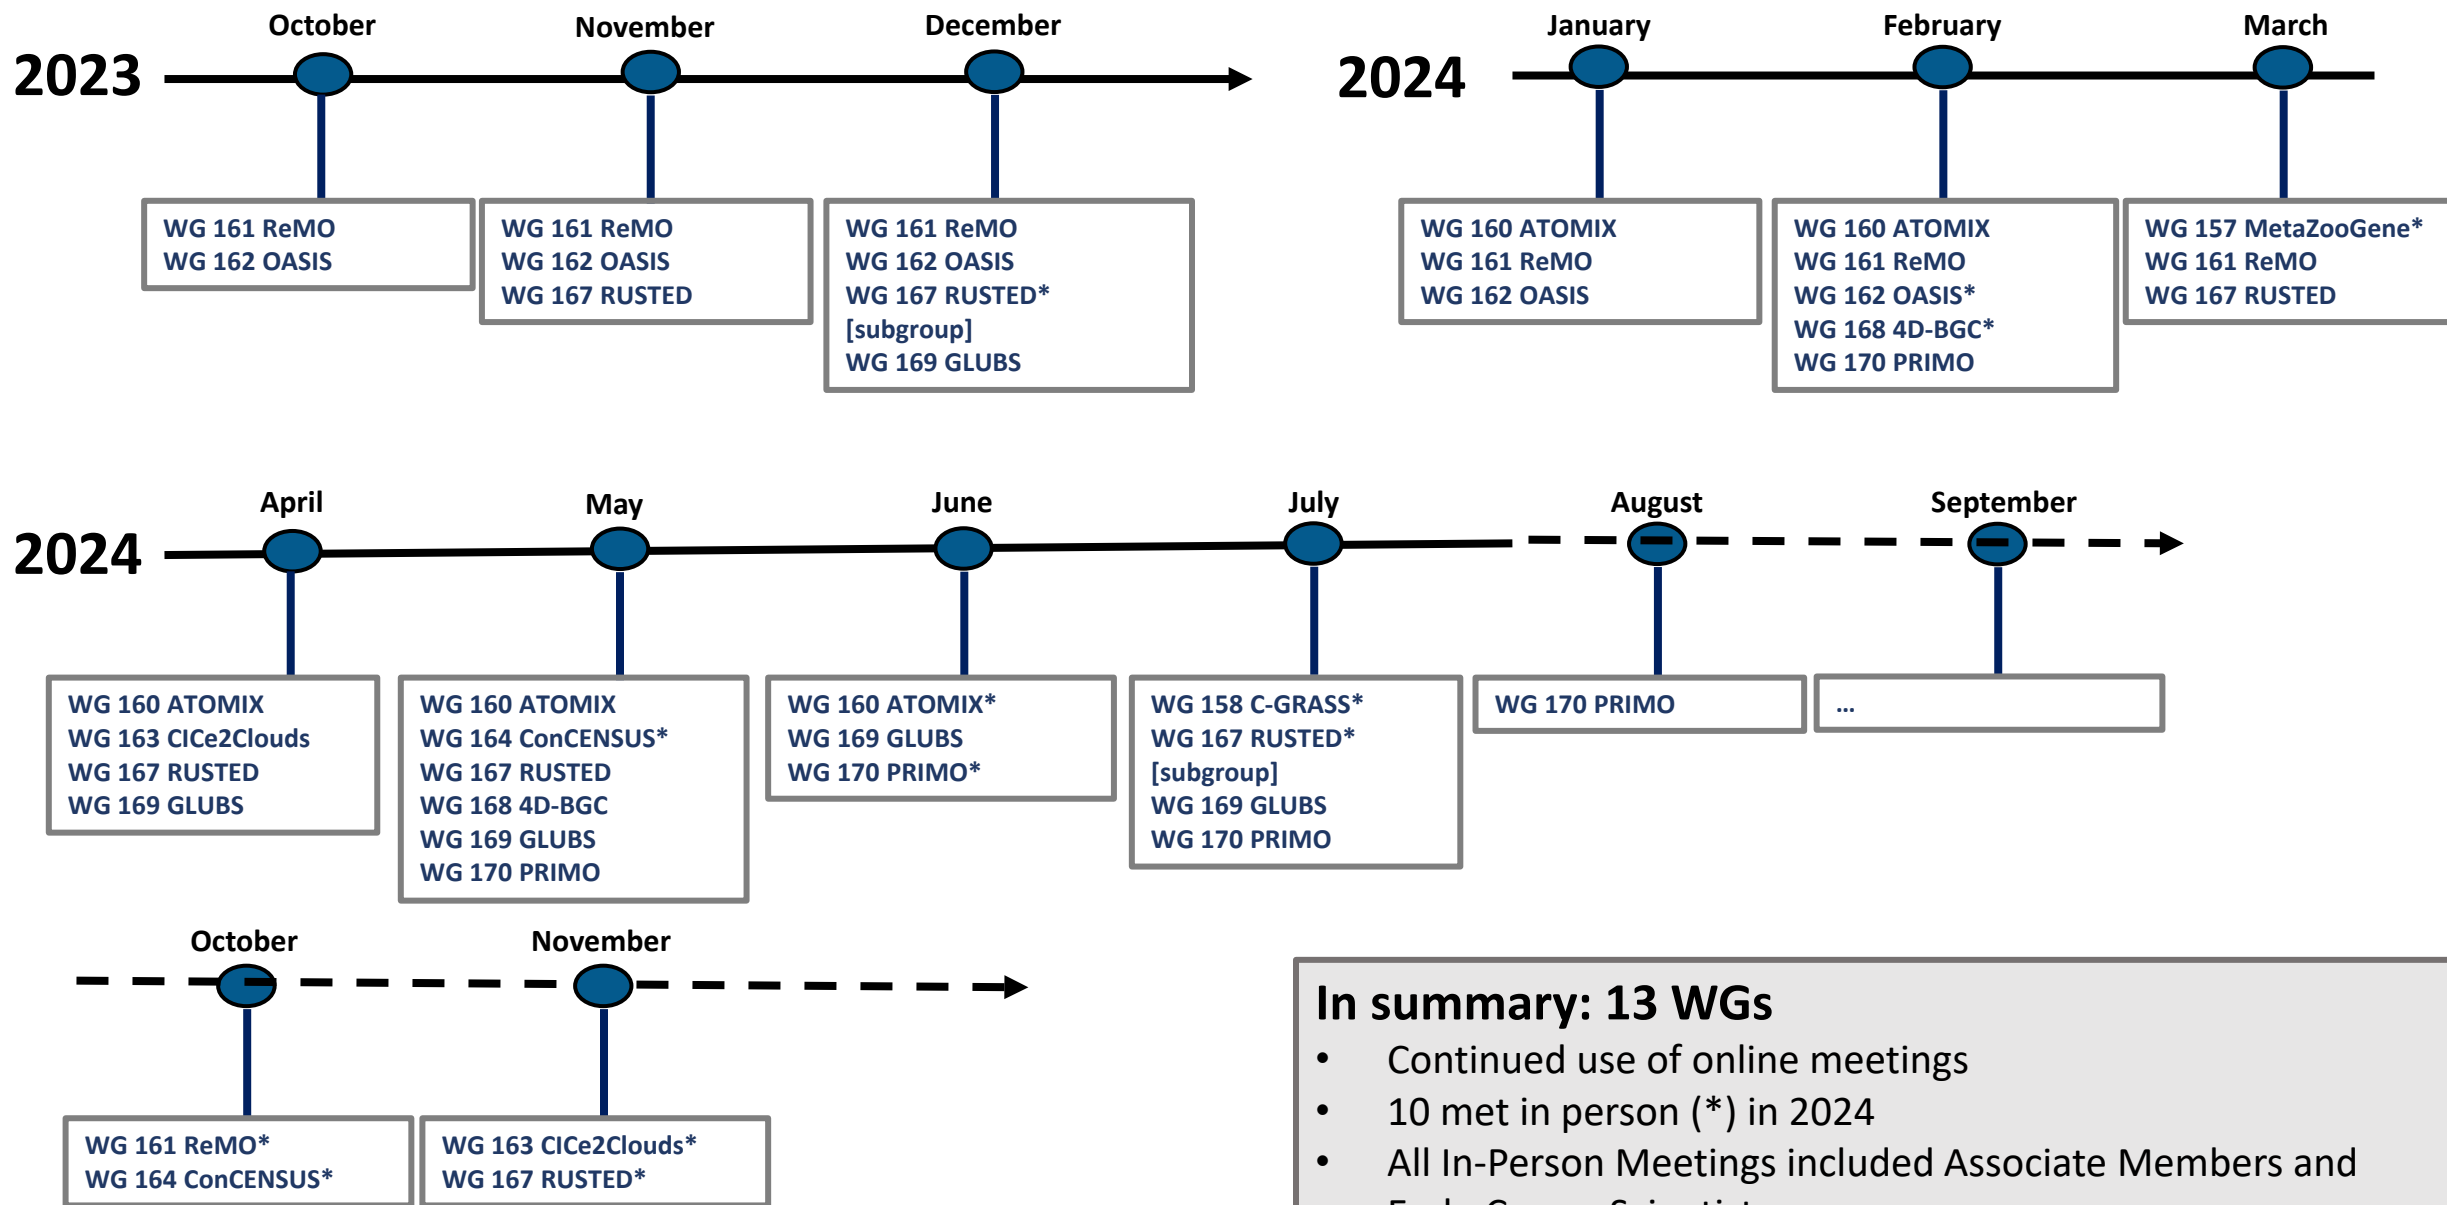 2023
October
November
December
WG 161 ReMO
WG 162 OASIS
WG 161 ReMO
WG 162 OASIS
WG 167 RUSTED
WG 161 ReMO
WG 162 OASIS
WG 167 RUSTED*
[subgroup]
WG 169 GLUBS
2024
January
February
March
WG 160 ATOMIX
WG 161 ReMO
WG 162 OASIS
WG 160 ATOMIX
WG 161 ReMO
WG 162 OASIS*
WG 168 4D-BGC*
WG 170 PRIMO
WG 157 MetaZooGene*
WG 161 ReMO
WG 167 RUSTED
2024
April
May
June
July
August
September
WG 160 ATOMIX
WG 163 CICe2Clouds
WG 167 RUSTED
WG 169 GLUBS
WG 160 ATOMIX
WG 164 ConCENSUS*
WG 167 RUSTED
WG 168 4D-BGC
WG 169 GLUBS
WG 170 PRIMO
WG 160 ATOMIX*
WG 169 GLUBS
WG 170 PRIMO*
WG 158 C-GRASS*
WG 167 RUSTED*
[subgroup]
WG 169 GLUBS
WG 170 PRIMO
WG 170 PRIMO
...
October
November
WG 161 ReMO*
WG 164 ConCENSUS*
WG 163 CICe2Clouds*
WG 167 RUSTED*
In summary: 13 WGs
• Continued use of online meetings
• 10 met in person (*) in 2024
• All In-Person Meetings included Associate Members and